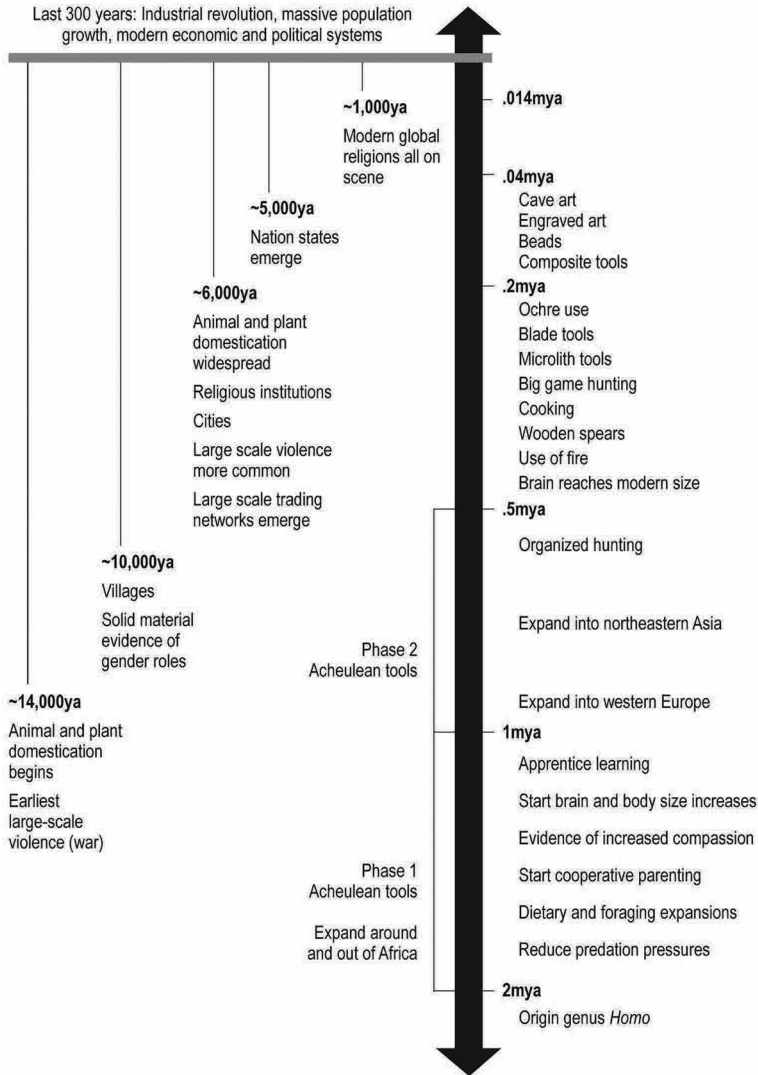 Last 300 years: Industrial revolution, massive population
growth, modern economic and political systems
~1,000ya
Modern global
religions all on
scene
~5,000ya
Nation states
emerge
~6,000ya
Animal and plant
domestication
widespread
Religious institutions
Cities
Large scale violence
more common
Large scale trading
networks emerge
~10,000ya
Villages
Solid material
evidence of
gender roles
~14,000ya
Animal and plant
domestication
begins
Earliest
large-scale
violence (war)
Phase 2
Acheulean tools
Phase 1
Acheulean tools
Expand around
and out of Africa
.014mya
.04mya
Cave art
Engraved art
Beads
Composite tools
.2mya
Ochre use
Blade tools
Microlith tools
Big game hunting
Cooking
Wooden spears
Use of fire
Brain reaches modern size
.5mya
Organized hunting
Expand into northeastern Asia
Expand into western Europe
1mya
Apprentice learning
Start brain and body size increases
Evidence of increased compassion
Start cooperative parenting
Dietary and foraging expansions
Reduce predation pressures
2mya
Origin genus Homo